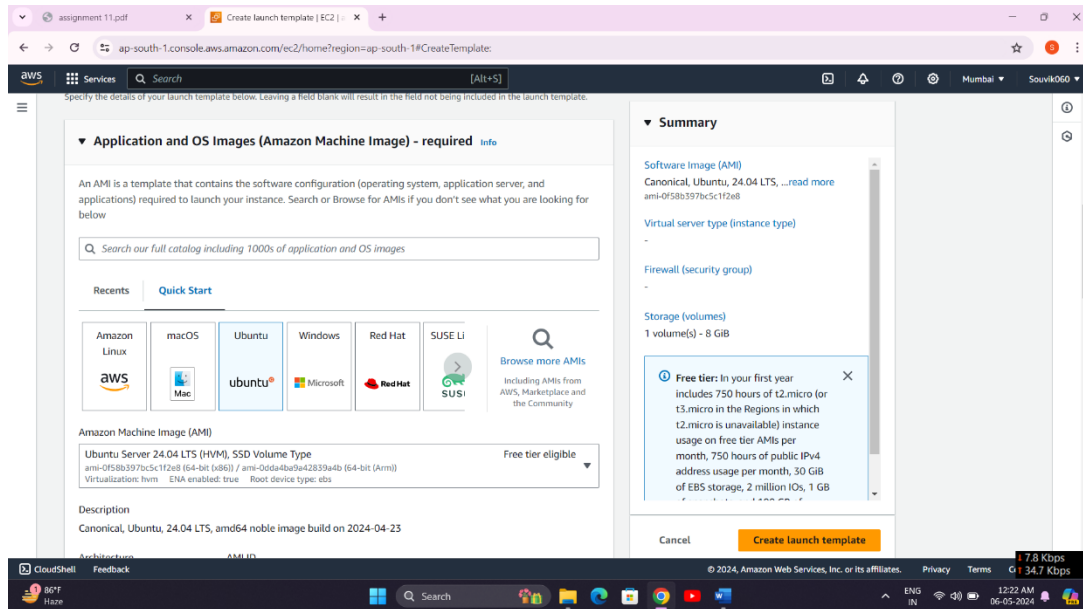 assignment 11.pdf
Create launch template | EC2 |
ap-south-1.console.aws.amazon.com/ec2/home?region=ap-south-1#CreateTemplate:
aws
Services
Search
[Alt+S]
Mumbai
Souvik060
Specify the details of your launch template below. Leaving a field blank will result in the field not being included in the launch template.
Application and OS Images (Amazon Machine Image) - required Info
An AMI is a template that contains the software configuration (operating system, application server, and
applications) required to launch your instance. Search or Browse for AMIs if you don't see what you are looking for
below
Search our full catalog including 1000s of application and OS images
Recents
Quick Start
Amazon
Linux
aws
macOS
Mac
Ubuntu
ubuntu®
Windows
Microsoft
Red Hat
Red Hat
SUSE Li
SUS
Browse more AMIs
Including AMIs from
AWS, Marketplace and
the Community
Amazon Machine Image (AMI)
Ubuntu Server 24.04 LTS (HVM), SSD Volume Type
Free tier eligible
ami-0f58b397bc5c1f2e8 (64-bit (x86)) / ami-0dda4ba9a42839a4b (64-bit (Arm))
Virtualization: hvm ENA enabled: true Root device type: ebs
Description
Canonical, Ubuntu, 24.04 LTS, amd64 noble image build on 2024-04-23
Architecture
AMI ID
Summary
Software Image (AMI)
Canonical, Ubuntu, 24.04 LTS, ...read more
ami-0f58b397bc5c1f2e8
Virtual server type (instance type)
-
Firewall (security group)
-
Storage (volumes)
1 volume(s) - 8 GiB
Free tier: In your first year
includes 750 hours of t2.micro (or
t3.micro in the Regions in which
t2.micro is unavailable) instance
usage on free tier AMIs per
month, 750 hours of public IPv4
address usage per month, 30 GiB
of EBS storage, 2 million IOs, 1 GB
Cancel
Create launch template
CloudShell
Feedback
© 2024, Amazon Web Services, Inc. or its affiliates.
Privacy
Terms
7.8 Kbps
34.7 Kbps
1
86°F
Haze
Search
ENG
IN
12:22 AM
06-05-2024